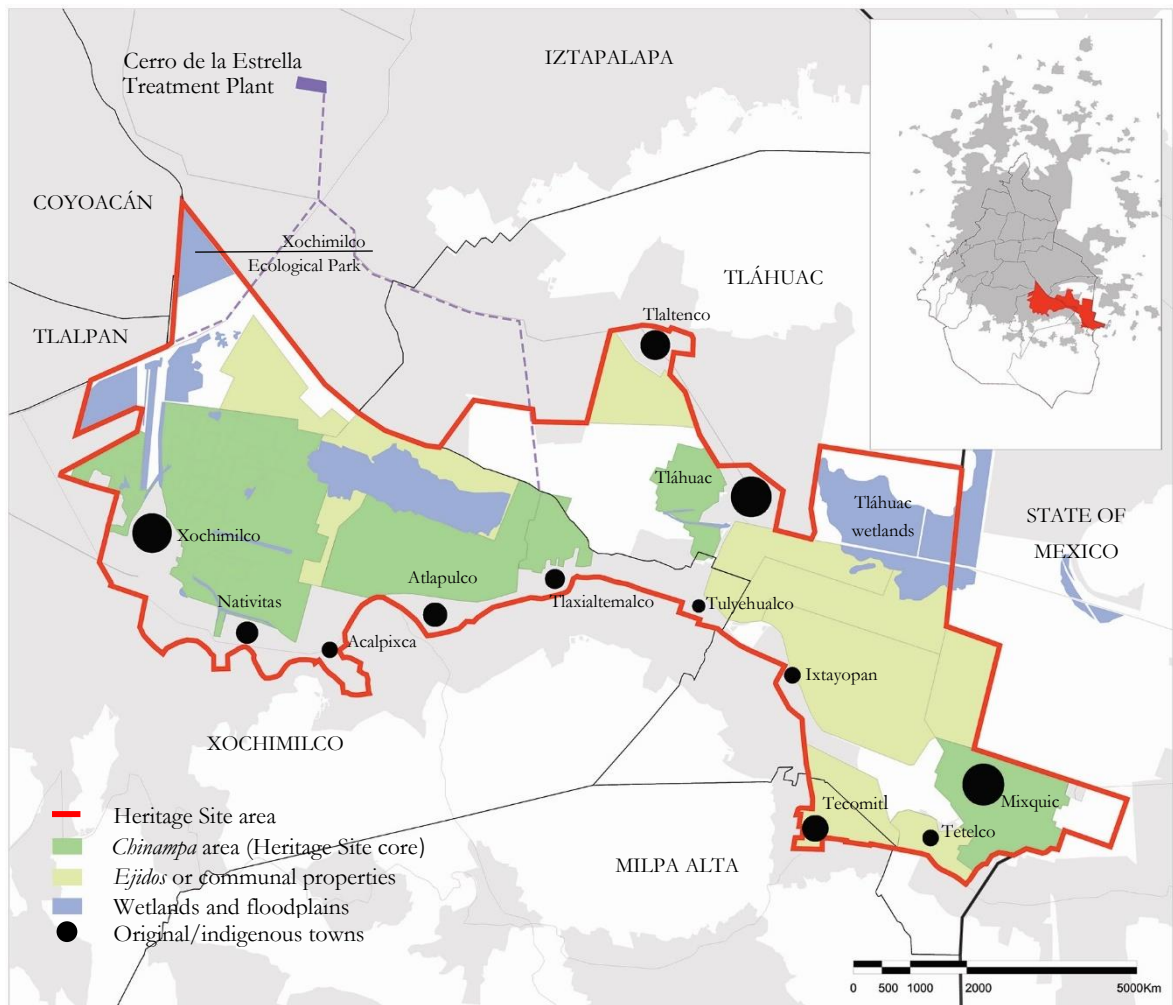 Cerro de la Estrella
Treatment Plant
IZTAPALAPA
COYOACÁN
Xochimilco
Ecological Park
TLÁHUAC
TLALPAN
Tlaltenco
Tláhuac
Tláhuac
wetlands
STATE OF
MEXICO
Xochimilco
Atlapulco
Tlaxialtemalco
Tulyehualco
Nativitas
Acalpixca
Ixtayopan
XOCHIMILCO
Mixquic
Tecomitl
Tetelco
MILPA ALTA
Heritage Site area
Chinampa area (Heritage Site core)
Ejidos or communal properties
Wetlands and floodplains
Original/indigenous towns
0 500 1000 2000 5000Km